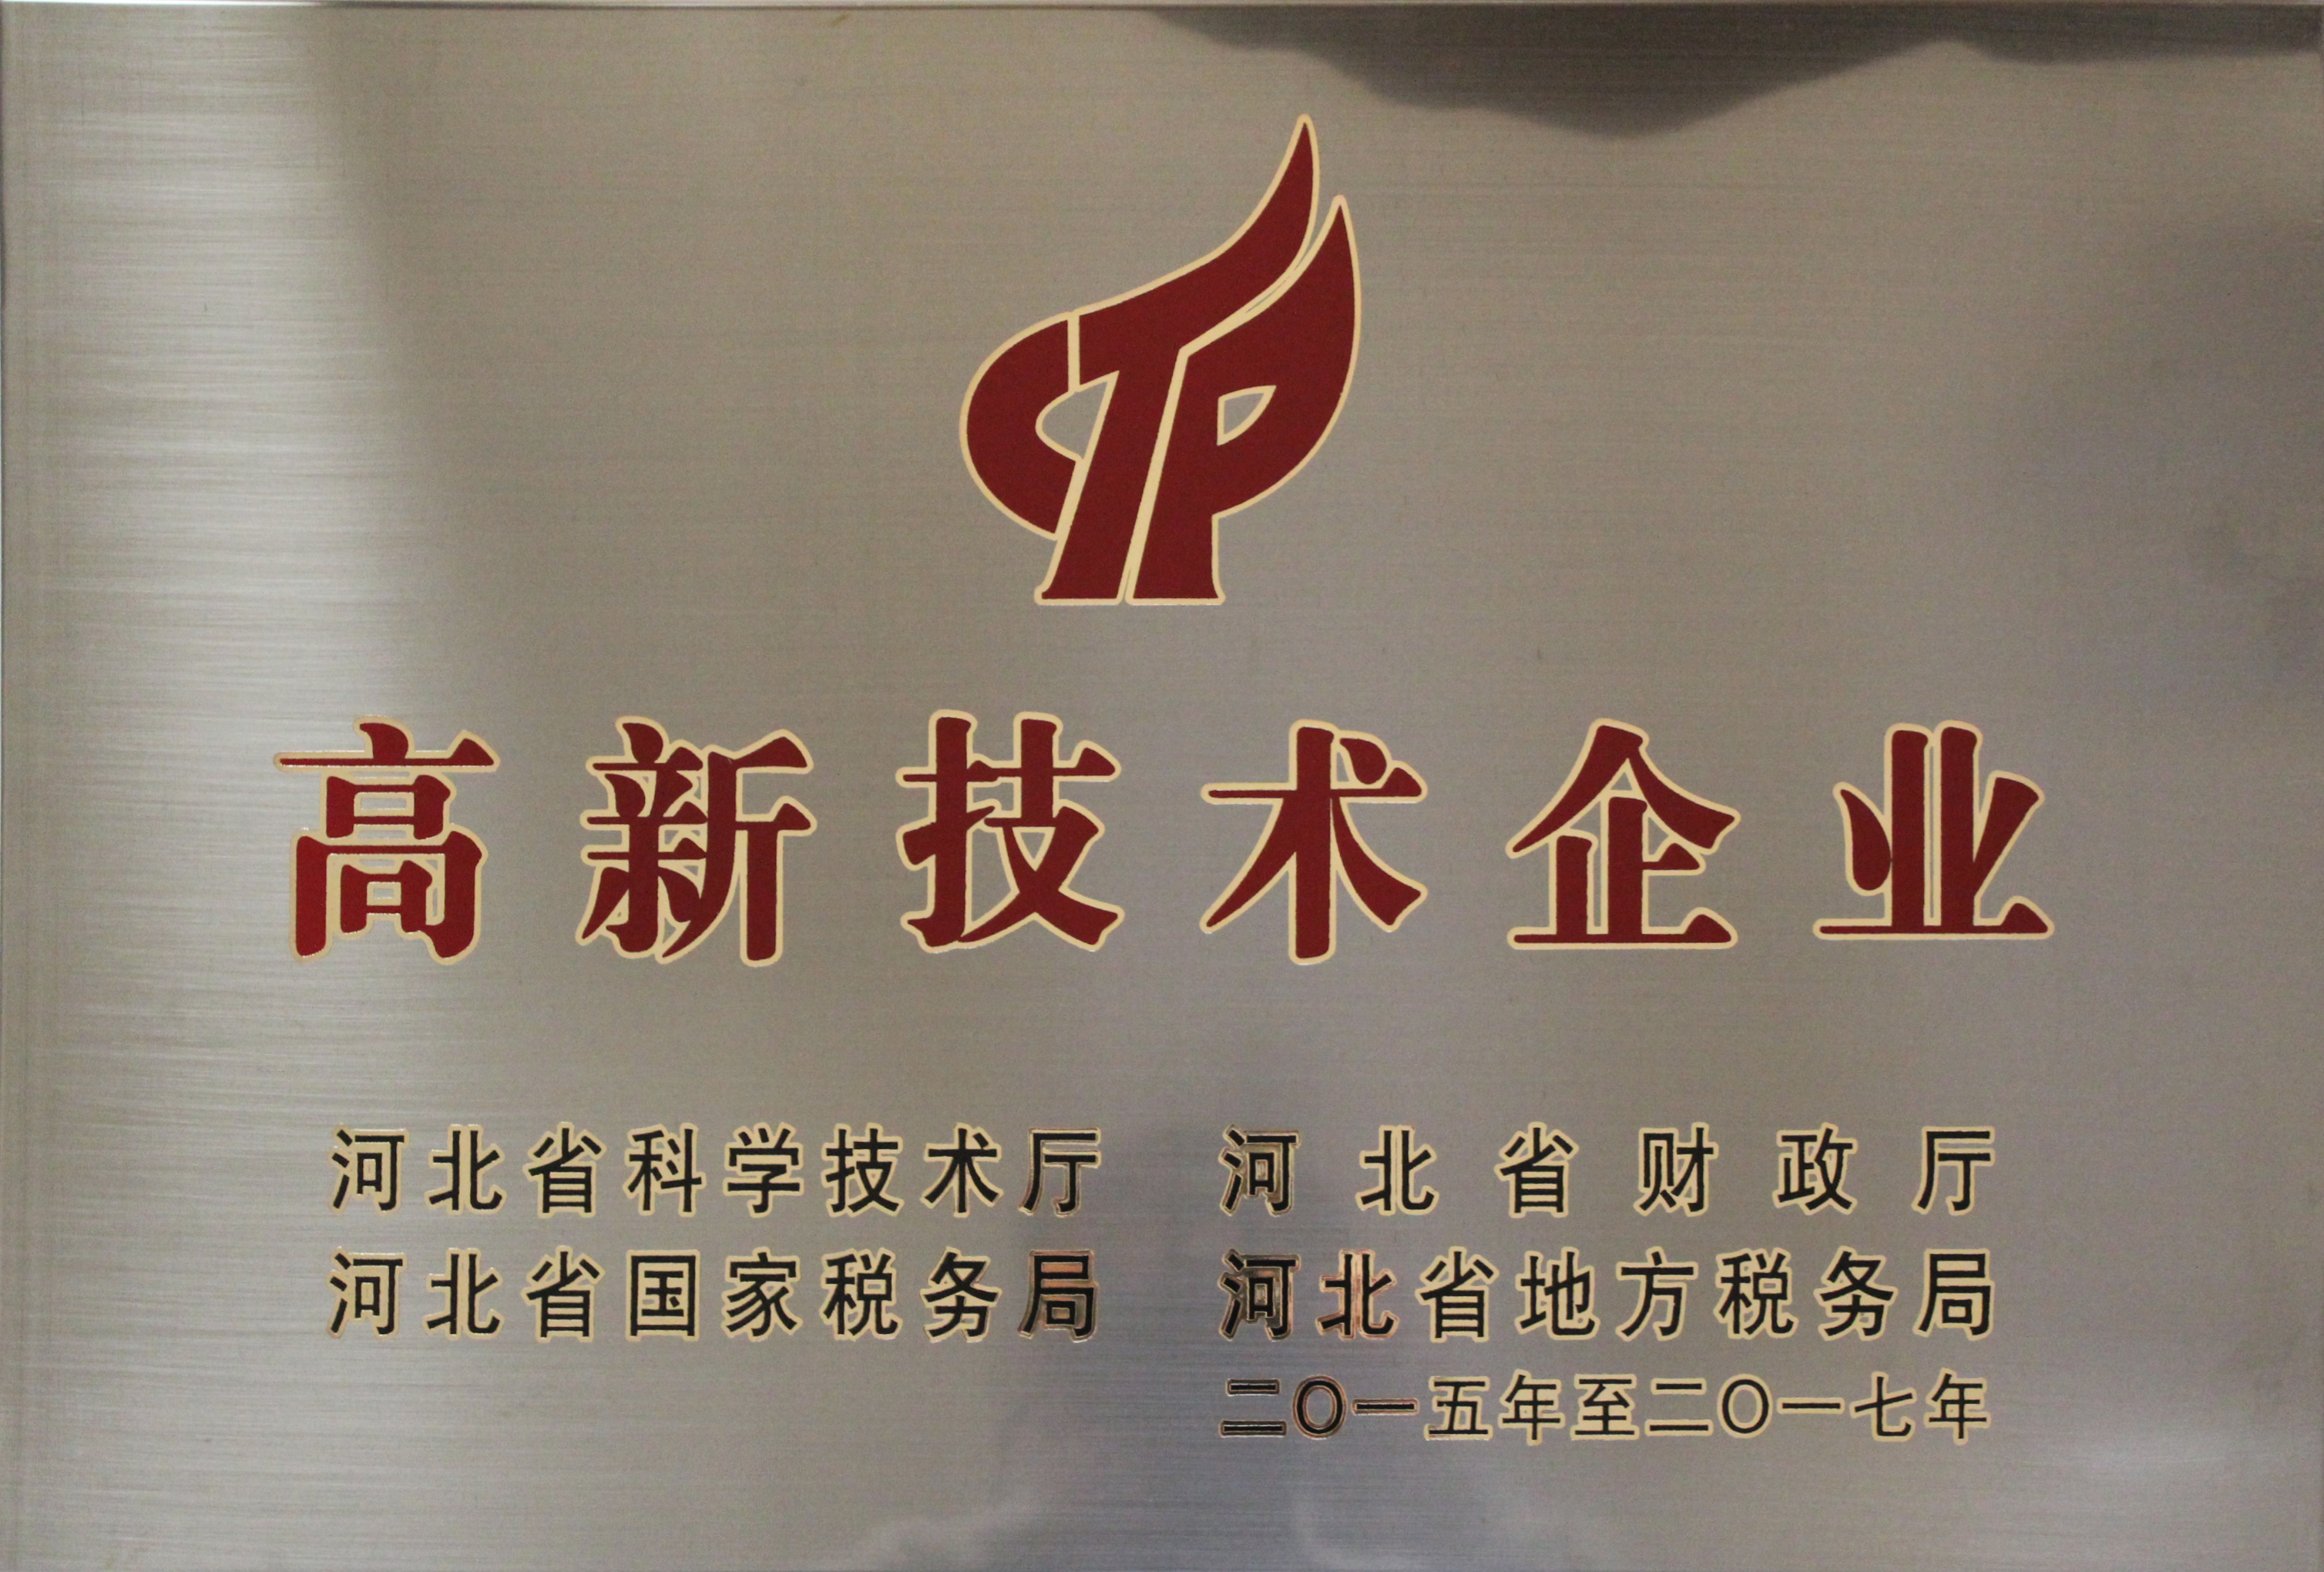 CTP
高新技术企业
河北省科学技术厅 河北省财政厅
河北省国家税务局 河北省地方税务局
二〇一五年至二〇一七年